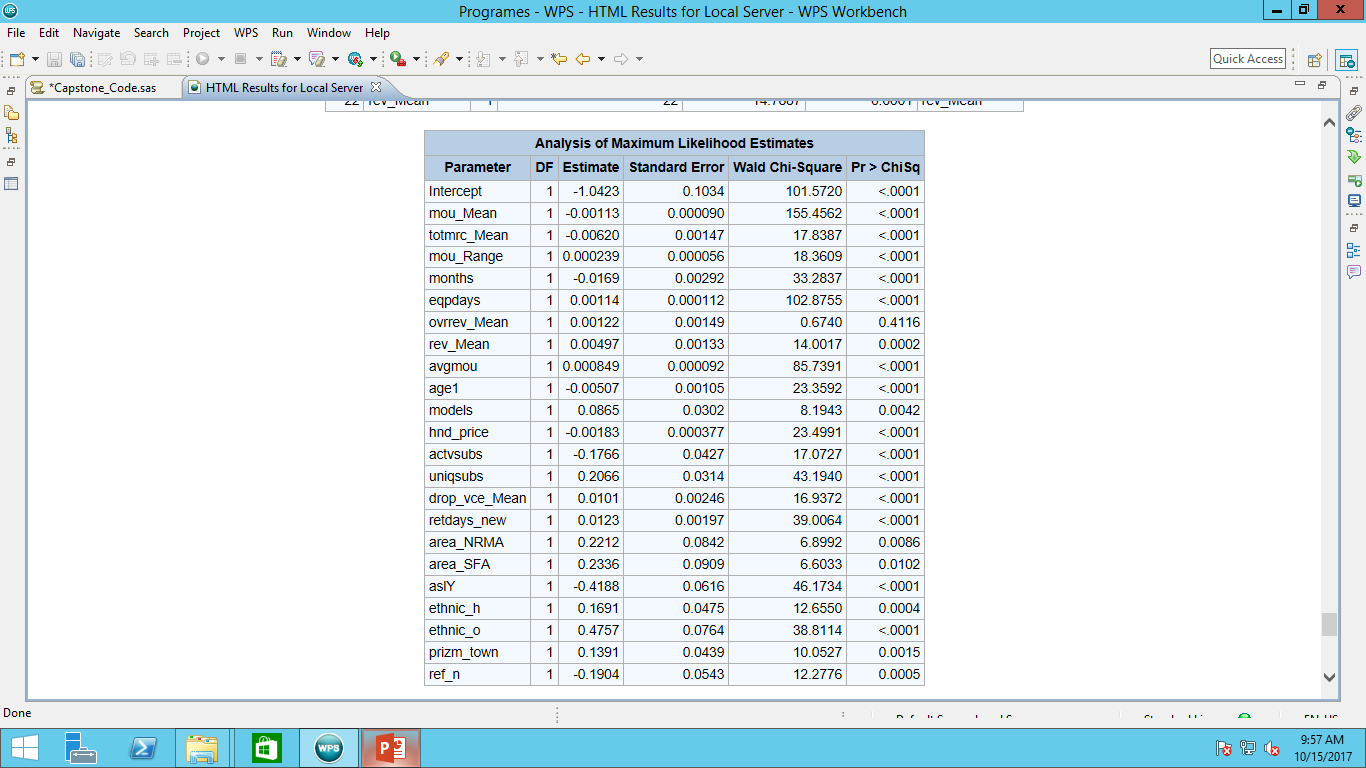 Programes - WPS - HTML Results for Local Server - WPS Workbench
File Edit Navigate Search Project WPS Run Window Help
Quick Access
*Capstone_Code.sas HTML Results for Local Server
22 rev_Mean 1 22 14.7887 0.0001 rev_Mean
Analysis of Maximum Likelihood Estimates
Parameter DF Estimate Standard Error Wald Chi-Square Pr > ChiSq
Intercept 1 -1.0423 0.1034 101.5720 <.0001
mou_Mean 1 -0.00113 0.000090 155.4562 <.0001
totmrc_Mean 1 -0.00620 0.00147 17.8387 <.0001
mou_Range 1 0.000239 0.000056 18.3609 <.0001
months 1 -0.0169 0.00292 33.2837 <.0001
eqpdays 1 0.00114 0.000112 102.8755 <.0001
ovrrev_Mean 1 0.00122 0.00149 0.6740 0.4116
rev_Mean 1 0.00497 0.00133 14.0017 0.0002
avgmou 1 0.000849 0.000092 85.7391 <.0001
age1 1 -0.00507 0.00105 23.3592 <.0001
models 1 0.0865 0.0302 8.1943 0.0042
hnd_price 1 -0.00183 0.000377 23.4991 <.0001
actvsubs 1 -0.1766 0.0427 17.0727 <.0001
uniqsubs 1 0.2066 0.0314 43.1940 <.0001
drop_vce_Mean 1 0.0101 0.00246 16.9372 <.0001
retdays_new 1 0.0123 0.00197 39.0064 <.0001
area_NRMA 1 0.2212 0.0842 6.8992 0.0086
area_SFA 1 0.2336 0.0909 6.6033 0.0102
aslY 1 -0.4188 0.0616 46.1734 <.0001
ethnic_h 1 0.1691 0.0475 12.6550 0.0004
ethnic_o 1 0.4757 0.0764 38.8114 <.0001
prizm_town 1 0.1391 0.0439 10.0527 0.0015
ref_n 1 -0.1904 0.0543 12.2776 0.0005
Done
WPS
9:57 AM
10/15/2017